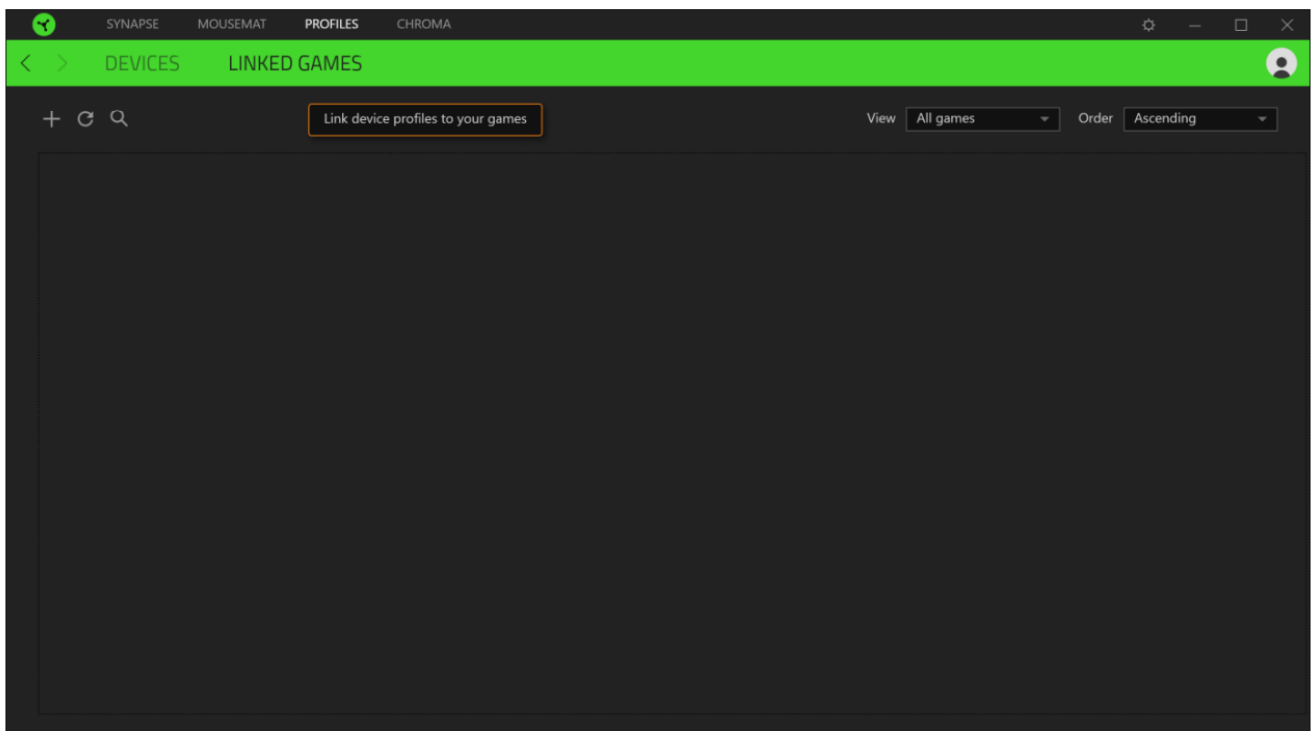 SYNAPSE MOUSEMAT PROFILES CHROMA
DEVICES LINKED GAMES
Link device profiles to your games View All games Order Ascending